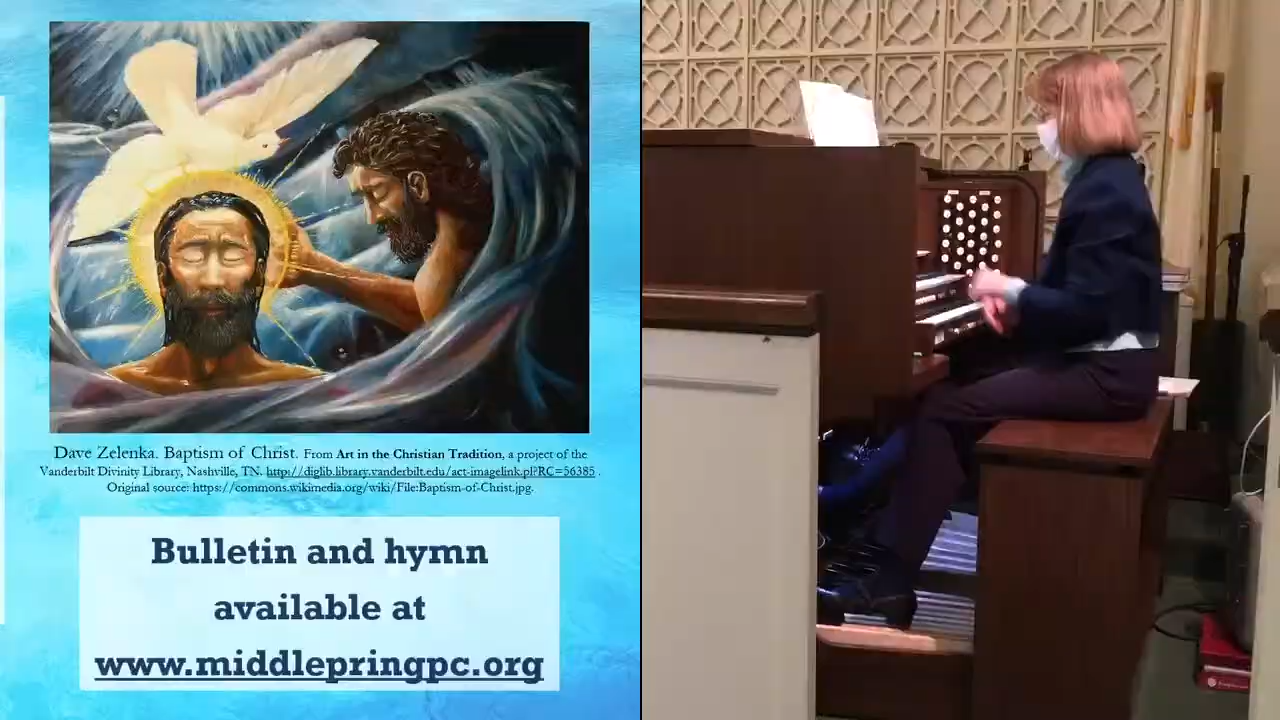 Dave Zelenka. Baptism of Christ. From Art in the Christian Tradition, a project of the
Vanderbilt Divinity Library, Nashville, TN. http://diglib.library.vanderbilt.edu/act-imagelink.pl?RC=56385 .
Original source: https://commons.wikimedia.org/wiki/File:Baptism-of-Christ.jpg.
Bulletin and hymn
available at
www.middlepringpc.org